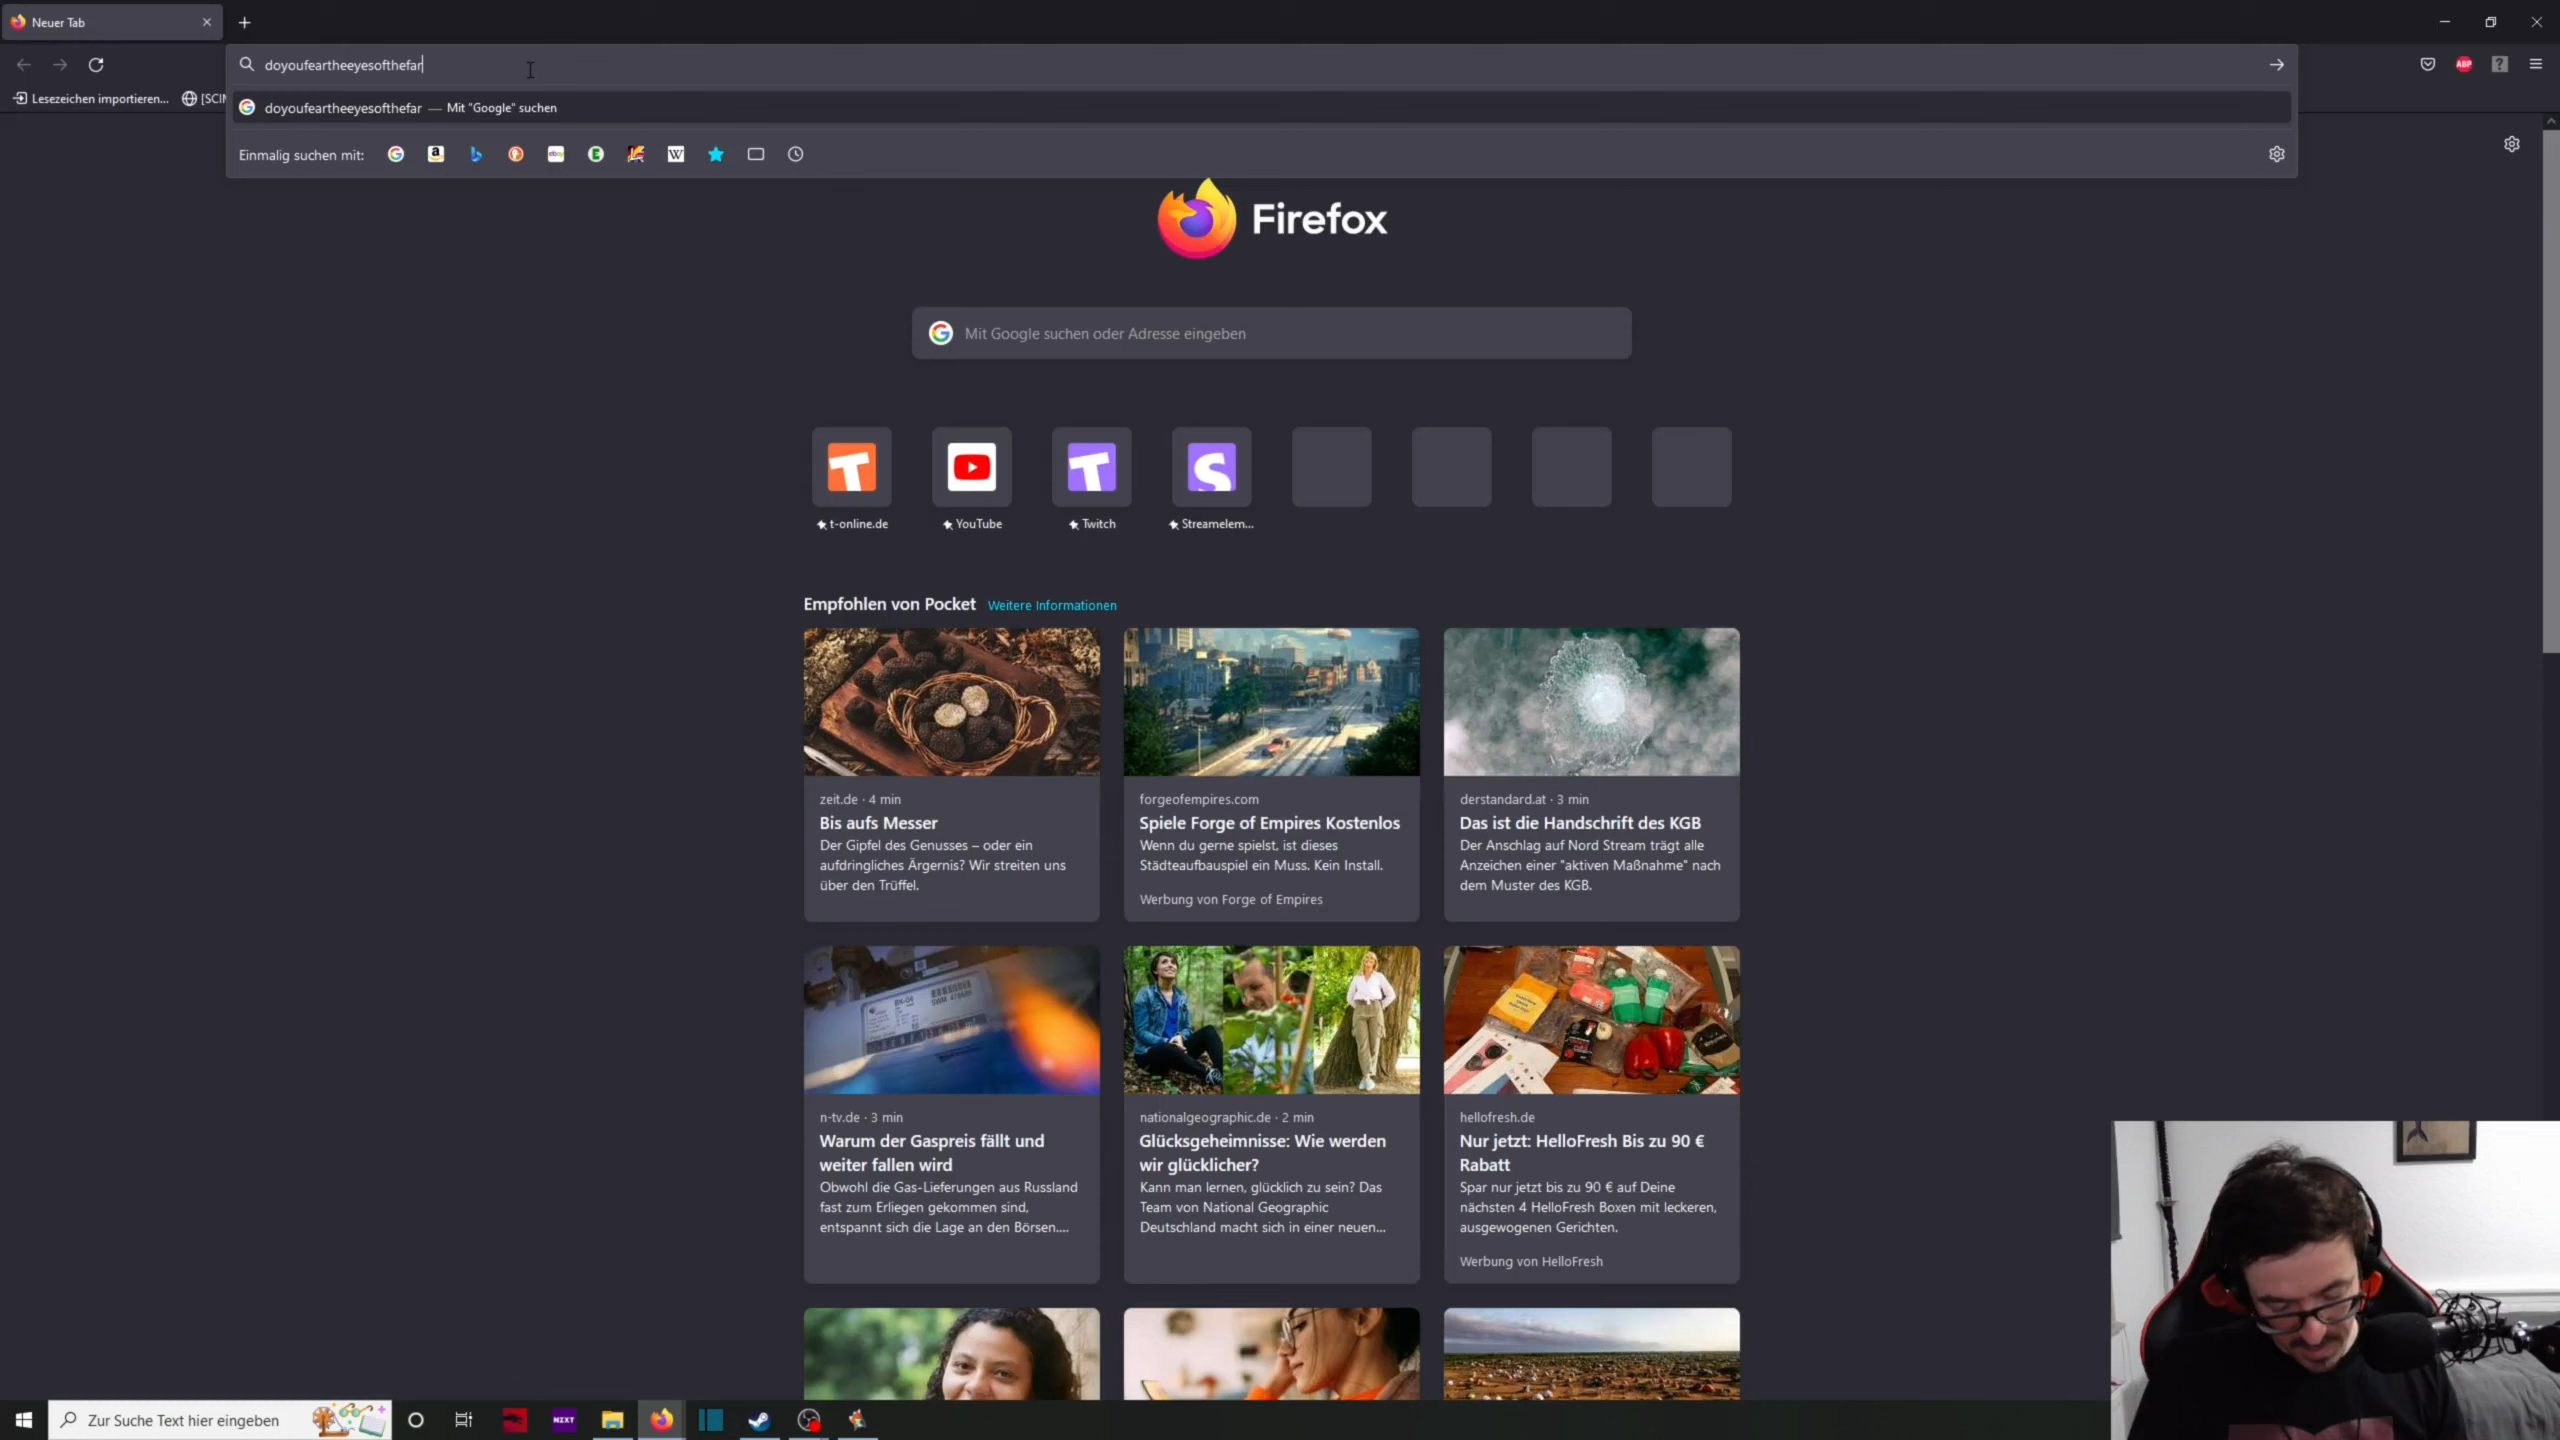 Neuer Tab
doyoufeartheeyesofthefar
ABP
Lesezeichen importieren...
[SCI
doyoufeartheeyesofthefar — Mit "Google" suchen
Einmalig suchen mit:
Firefox
Mit Google suchen oder Adresse eingeben
t-online.de
YouTube
Twitch
Streamelem...
Empfohlen von Pocket Weitere Informationen
zeit.de · 4 min
Bis aufs Messer
Der Gipfel des Genusses – oder ein
aufdringliches Ärgernis? Wir streiten uns
über den Trüffel.
forgeofempires.com
Spiele Forge of Empires Kostenlos
Wenn du gerne spielst, ist dieses
Städteaufbauspiel ein Muss. Kein Install.
Werbung von Forge of Empires
derstandard.at · 3 min
Das ist die Handschrift des KGB
Der Anschlag auf Nord Stream trägt alle
Anzeichen einer "aktiven Maßnahme" nach
dem Muster des KGB.
n-tv.de · 3 min
Warum der Gaspreis fällt und
weiter fallen wird
Obwohl die Gas-Lieferungen aus Russland
fast zum Erliegen gekommen sind,
entspannt sich die Lage an den Börsen....
nationalgeographic.de · 2 min
Glücksgeheimnisse: Wie werden
wir glücklicher?
Kann man lernen, glücklich zu sein? Das
Team von National Geographic
Deutschland macht sich in einer neuen...
hellofresh.de
Nur jetzt: HelloFresh Bis zu 90 €
Rabatt
Spar nur jetzt bis zu 90 € auf Deine
nächsten 4 HelloFresh Boxen mit leckeren,
ausgewogenen Gerichten.
Werbung von HelloFresh
Zur Suche Text hier eingeben
NZXT